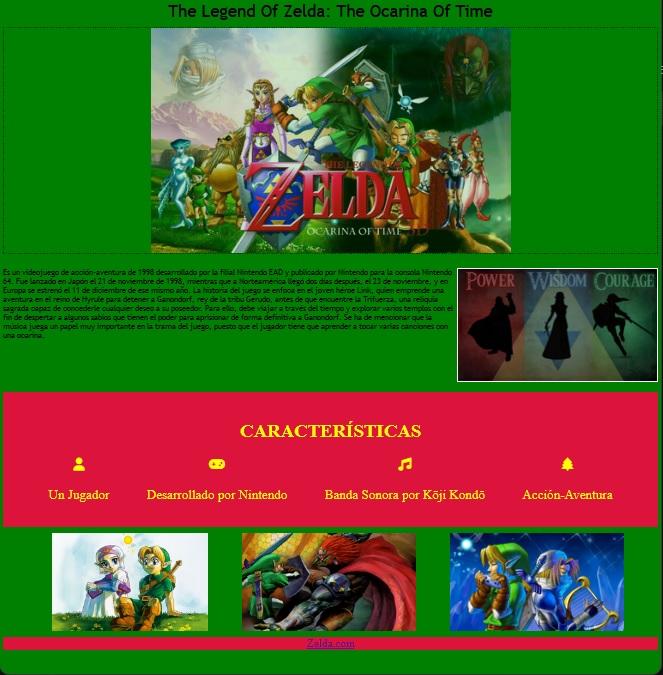 The Legend Of Zelda: The Ocarina Of Time
THE LEGEND OF
ZELDA
OCARINA OF TIME 3D
Es un videojuego de acción-aventura de 1998 desarrollado por la filial Nintendo EAD y publicado por Nintendo para la consola Nintendo
64. Fue lanzado en Japón el 21 de noviembre de 1998, mientras que a Norteamérica llegó dos días después, el 23 de noviembre, y en
Europa se estrenó el 11 de diciembre de ese mismo año. La historia del juego se enfoca en el joven héroe Link, quien emprende una
aventura en el reino de Hyrule para detener a Ganondorf, rey de la tribu Gerudo, antes de que encuentre la Trifuerza, una reliquia
sagrada capaz de concederle cualquier deseo a su poseedor. Para ello, debe viajar a través del tiempo y explorar varios templos con el
fin de despertar a algunos sabios que tienen el poder para aprisionar de forma definitiva a Ganondorf. Se ha de mencionar que la
música juega un papel muy importante en la trama del juego, puesto que el jugador tiene que aprender a tocar varias canciones con
una ocarina.
POWER WISDOM COURAGE
CARACTERÍSTICAS
Un Jugador
Desarrollado por Nintendo
Banda Sonora por Kōji Kondō
Acción-Aventura
Zelda.com